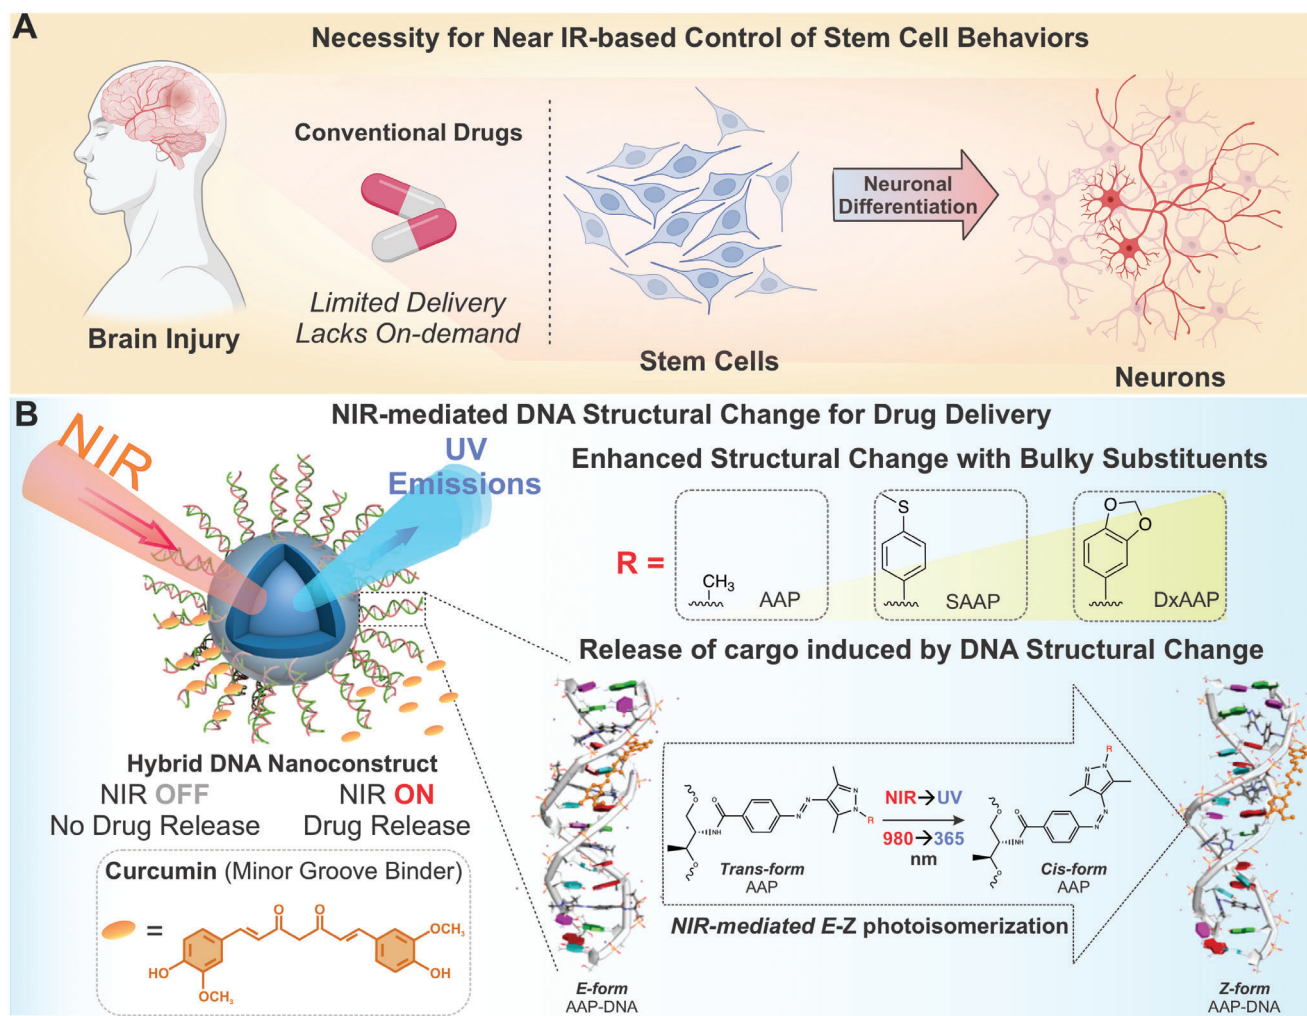 A
Necessity for Near IR-based Control of Stem Cell Behaviors
Conventional Drugs
Limited Delivery
Lacks On-demand
Brain Injury
Stem Cells
Neuronal
Differentiation
Neurons
B
NIR-mediated DNA Structural Change for Drug Delivery
NIR
UV
Emissions
Enhanced Structural Change with Bulky Substituents
R =
CH3
AAP
S
SAAP
O
O
DxAAP
Release of cargo induced by DNA Structural Change
Hybrid DNA Nanoconstruct
NIR OFF
No Drug Release
NIR ON
Drug Release
Curcumin (Minor Groove Binder)
=
O
O
HO
OCH3
OCH3
OH
O
O
O
NH
N
N
N
N
R
Trans-form
AAP
NIR→UV
980→365
nm
O
O
O
NH
N
N
N
N
R
Cis-form
AAP
NIR-mediated E-Z photoisomerization
E-form
AAP-DNA
Z-form
AAP-DNA